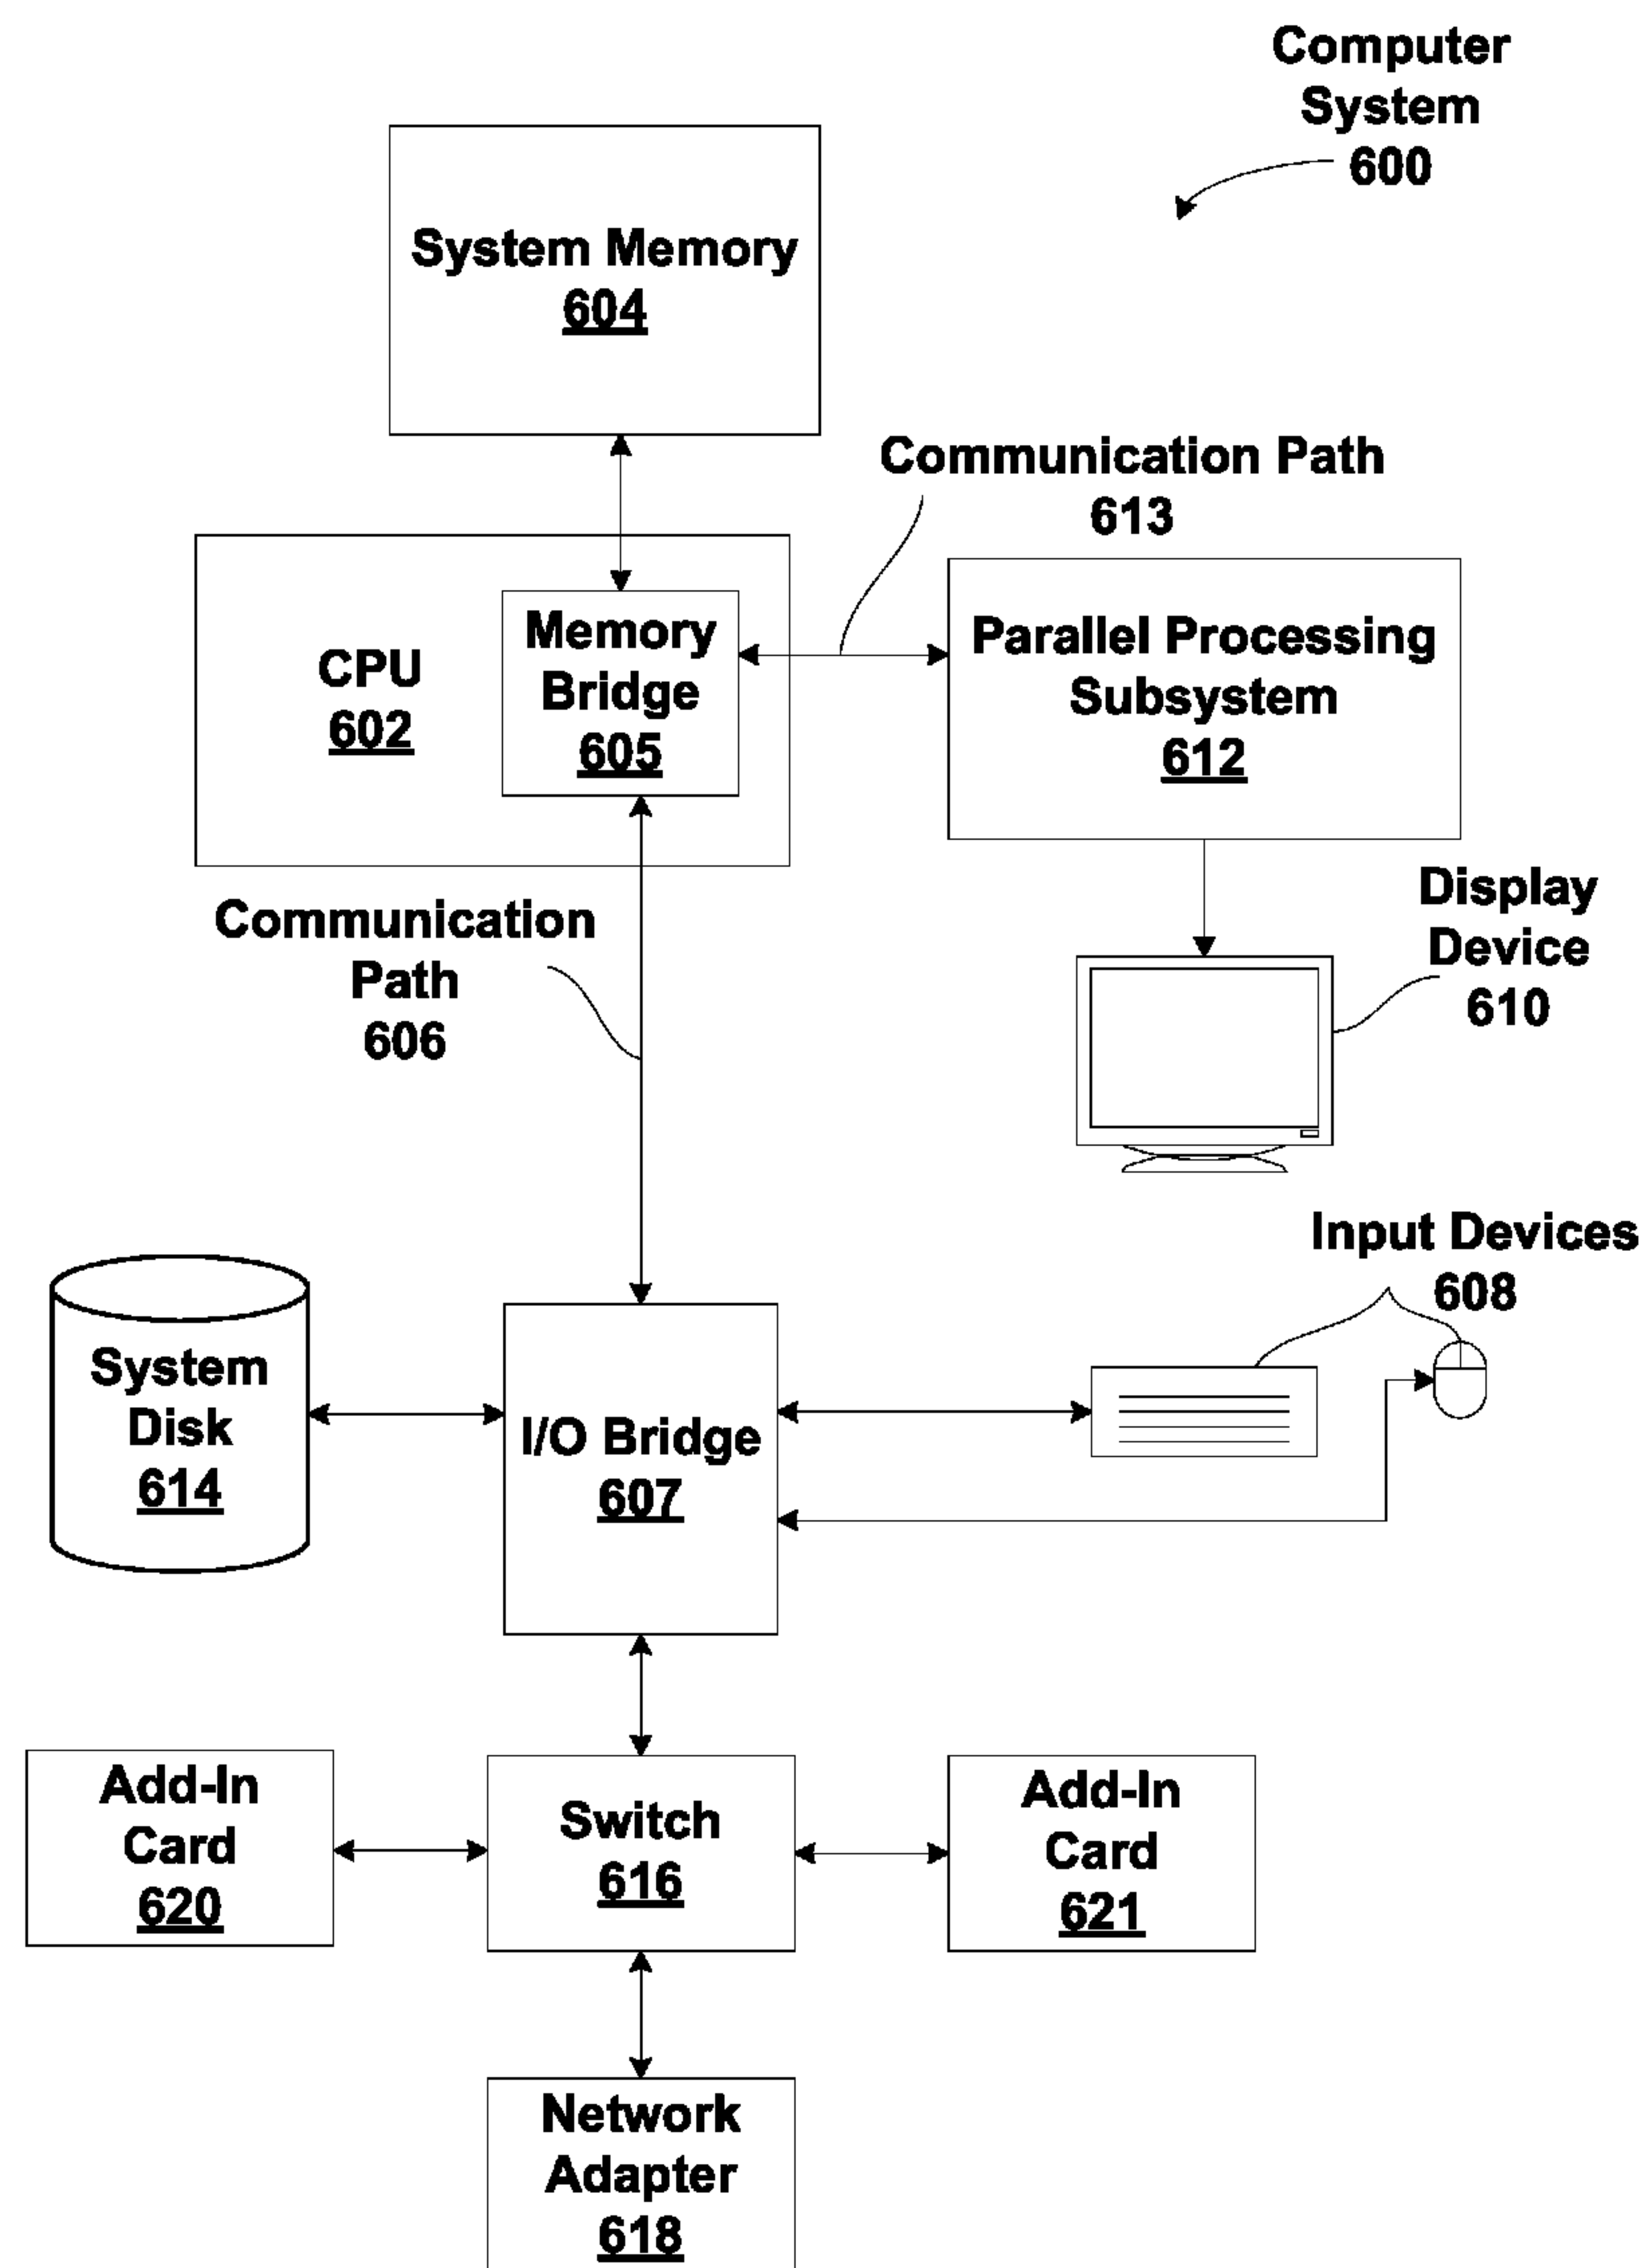 Computer
System
600
System Memory
604
Communication Path
613
CPU
602
Memory
Bridge
605
Parallel Processing
Subsystem
612
Communication
Path
606
Display
Device
610
Input Devices
608
System
Disk
614
I/O Bridge
607
Add-In
Card
620
Switch
616
Add-In
Card
621
Network
Adapter
618